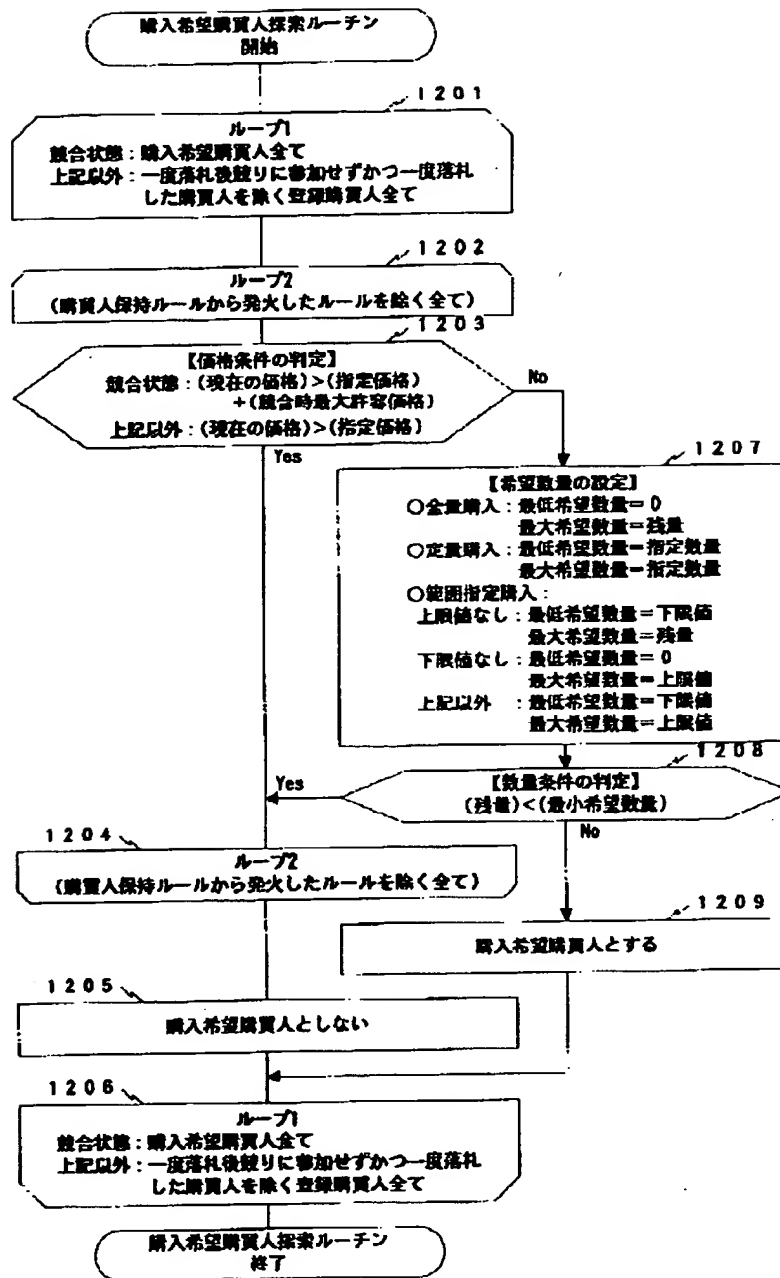 購入希望購買人探索ルーチン
開始
1201
ループ1
競合状態:購入希望購買人全て
上記以外:一度落札後競りに参加せずかつ一度落札
した購買人を除く登録購買人全て
1202
ループ2
(購買人保持ルールから発火したルールを除く全て)
1203
【価格条件の判定】
競合状態:(現在の価格)>(指定価格)
+(競合時最大許容価格)
上記以外:(現在の価格)>(指定価格)
No
Yes
1207
【希望数量の設定】
○全量購入:最低希望数量=0
最大希望数量=残量
○定量購入:最低希望数量=指定数量
最大希望数量=指定数量
○範囲指定購入:
上限値なし:最低希望数量=下限値
最大希望数量=残量
下限値なし:最低希望数量=0
最大希望数量=上限値
上記以外 :最低希望数量=下限値
最大希望数量=上限値
1208
【数量条件の判定】
(残量)<(最小希望数量)
Yes
No
1204
ループ2
(購買人保持ルールから発火したルールを除く全て)
1209
購入希望購買人とする
1205
購入希望購買人としない
1206
ループ1
競合状態:購入希望購買人全て
上記以外:一度落札後競りに参加せずかつ一度落札
した購買人を除く登録購買人全て
購入希望購買人探索ルーチン
終了